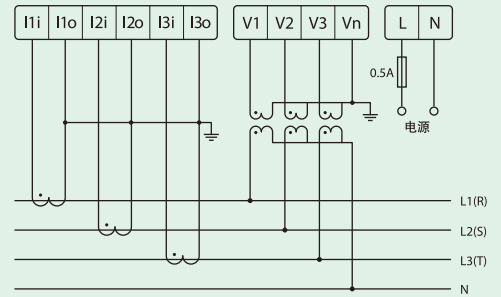 I1i I1o I2i I2o I3i I3o V1 V2 V3 Vn L N
0.5A
电源
L1(R)
L2(S)
L3(T)
N